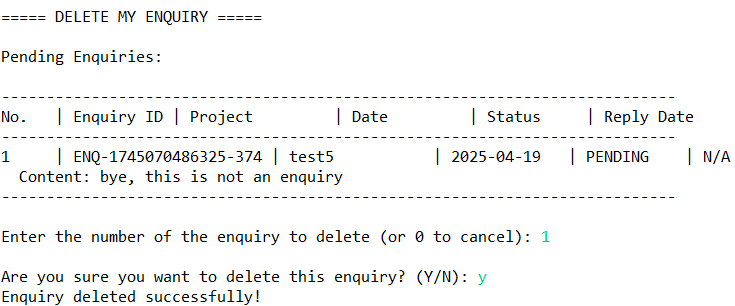 ===== DELETE MY ENQUIRY =====
Pending Enquiries:
---------------------------------------------------------------------------
No.   | Enquiry ID | Project         | Date         | Status     | Reply Date
---------------------------------------------------------------------------
1     | ENQ-1745070486325-374 | test5           | 2025-04-19   | PENDING    | N/A
  Content: bye, this is not an enquiry
---------------------------------------------------------------------------
Enter the number of the enquiry to delete (or 0 to cancel): 1
Are you sure you want to delete this enquiry? (Y/N): y
Enquiry deleted successfully!